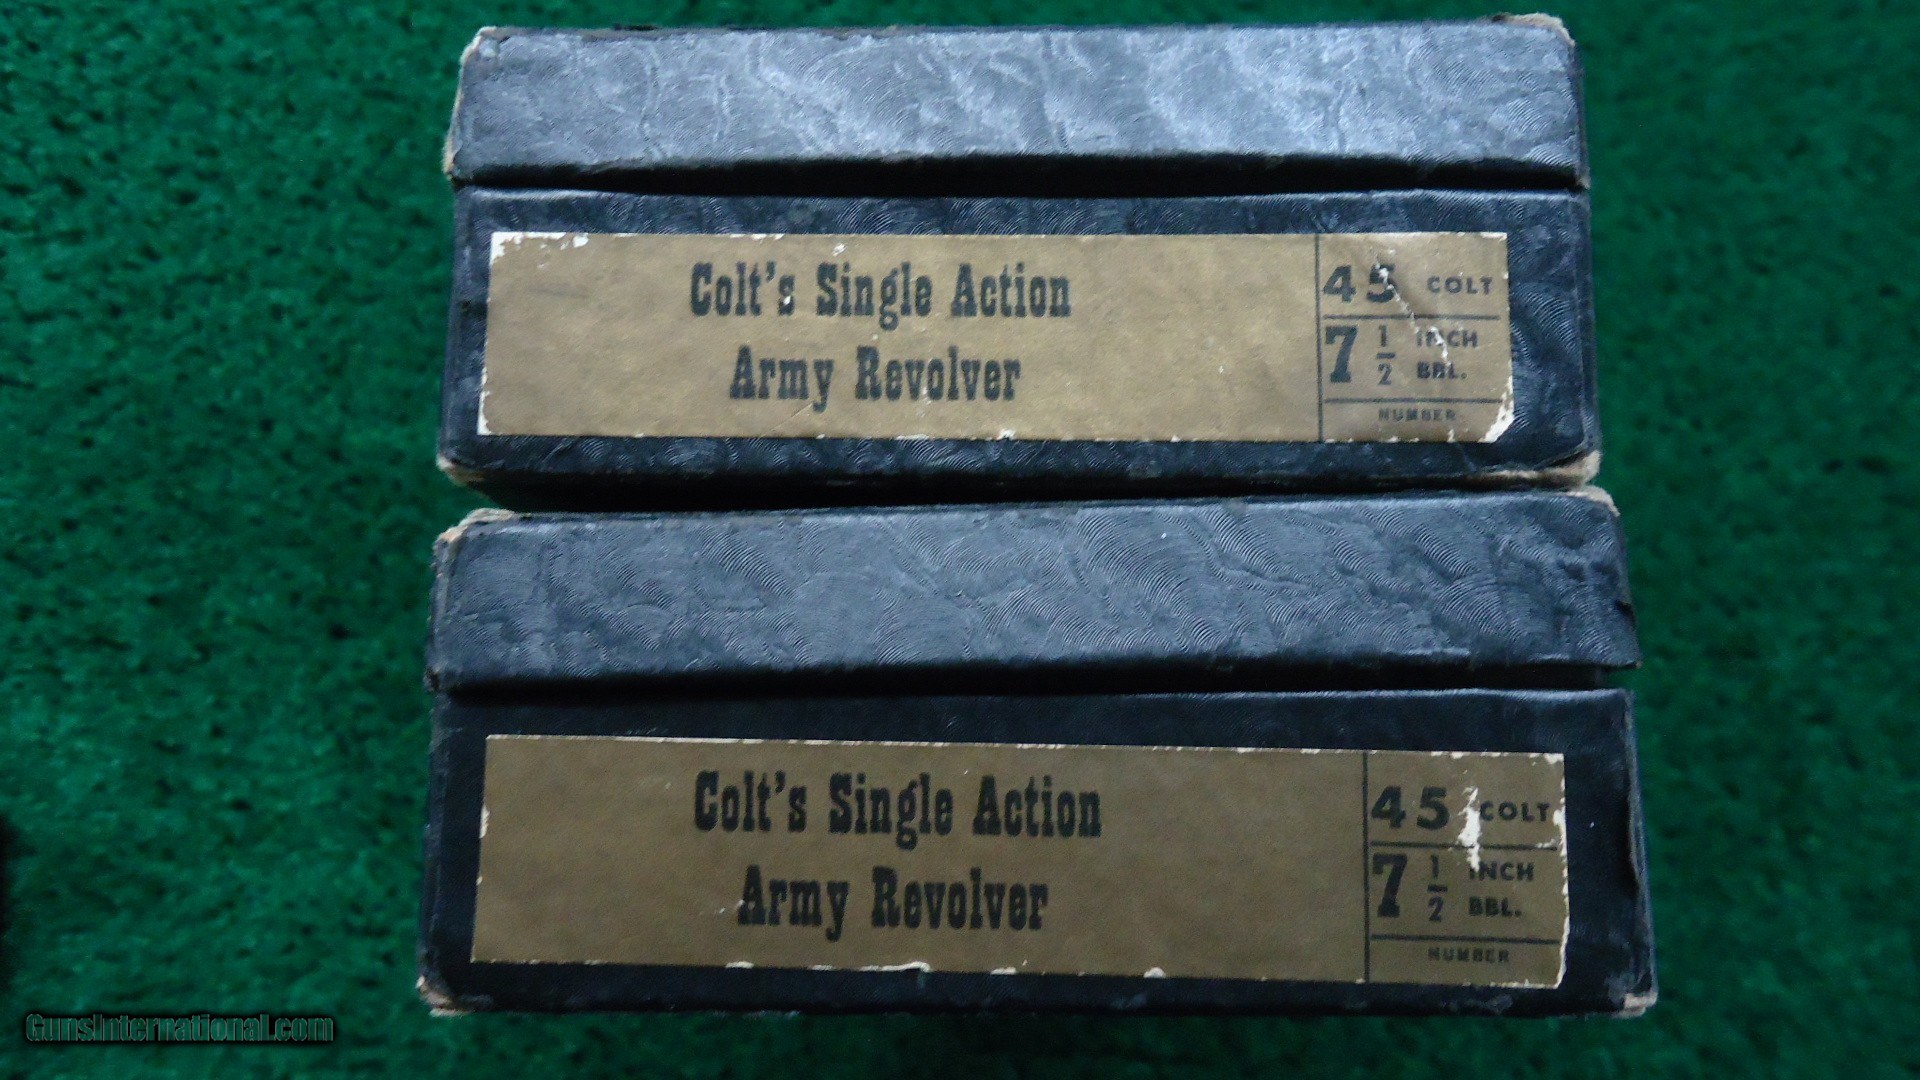 Colt's Single Action
Army Revolver
45 COLT
7 1/2 INCH
BBL.
NUMBER
Colt's Single Action
Army Revolver
45 COLT
7 1/2 INCH
BBL.
NUMBER
GunsInternational.com